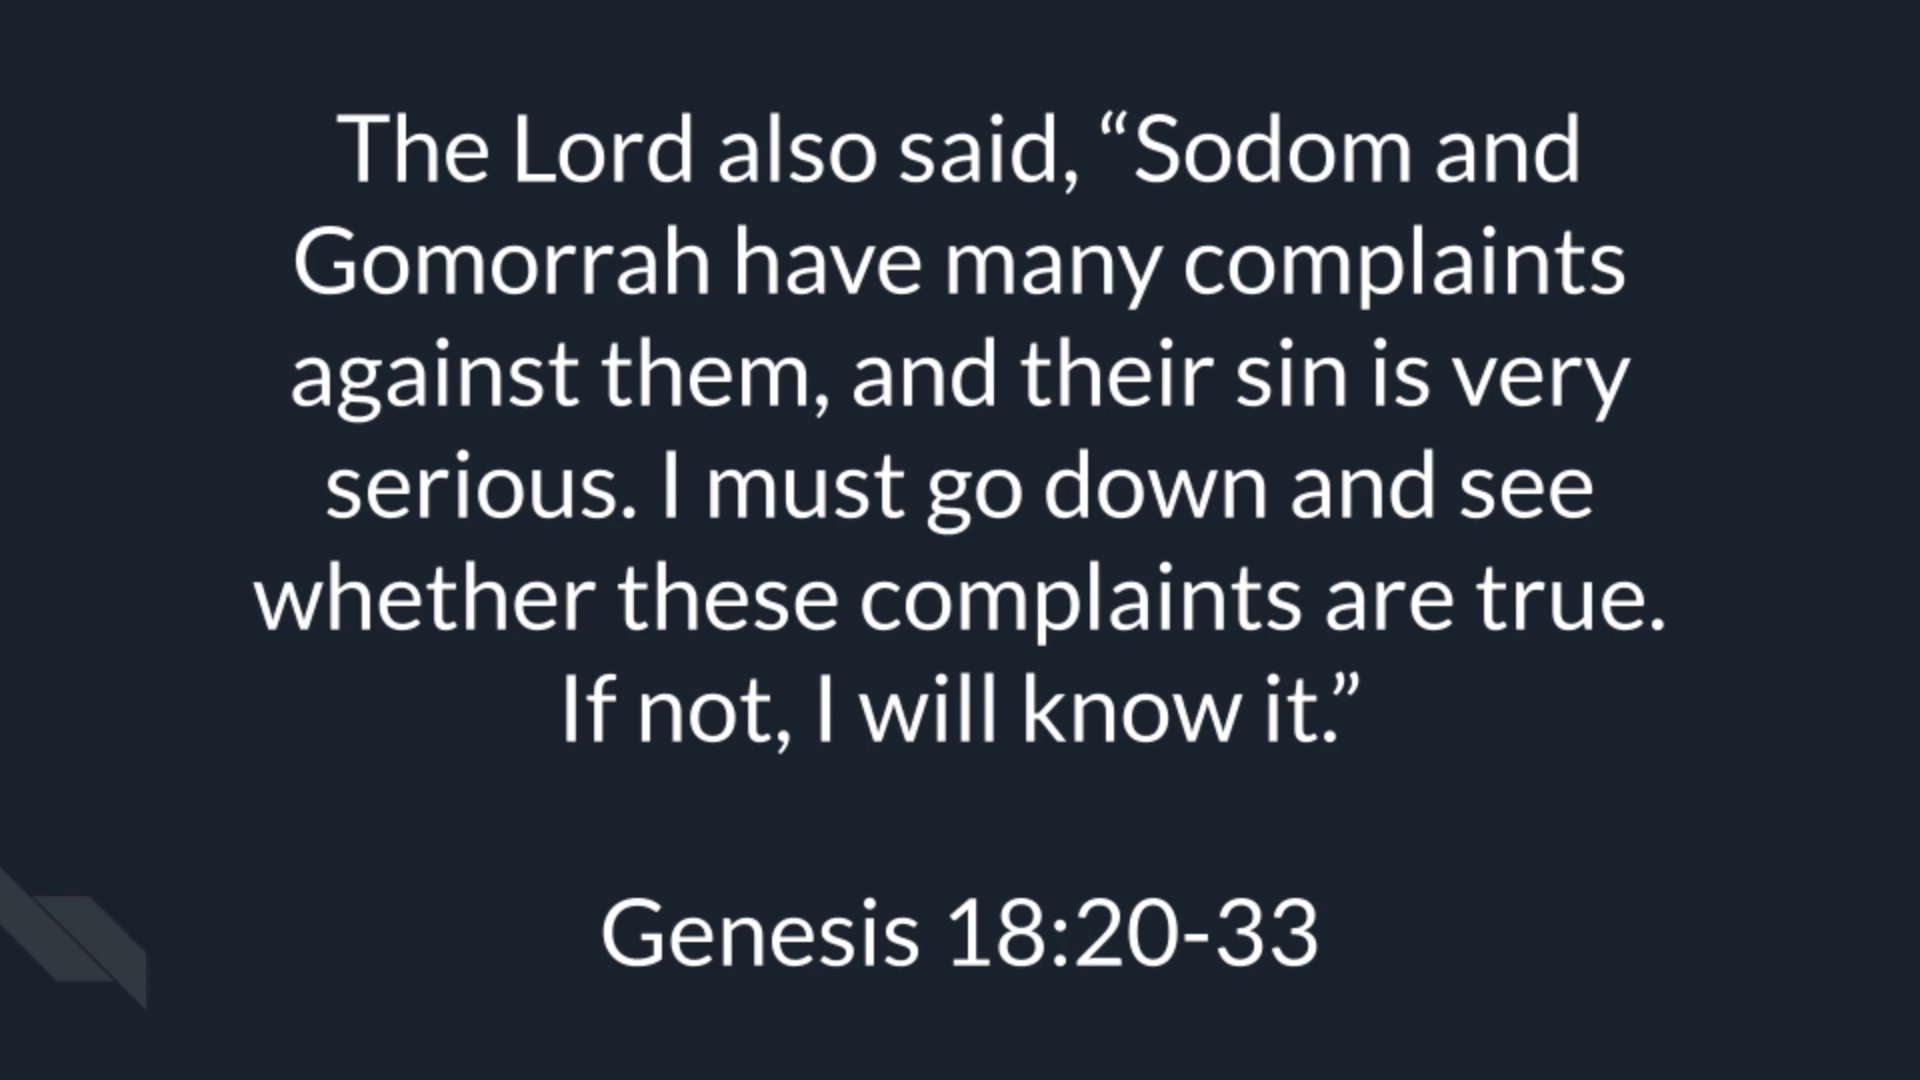 The Lord also said, “Sodom and
Gomorrah have many complaints
against them, and their sin is very
serious. I must go down and see
whether these complaints are true.
If not, I will know it.”
Genesis 18:20-33